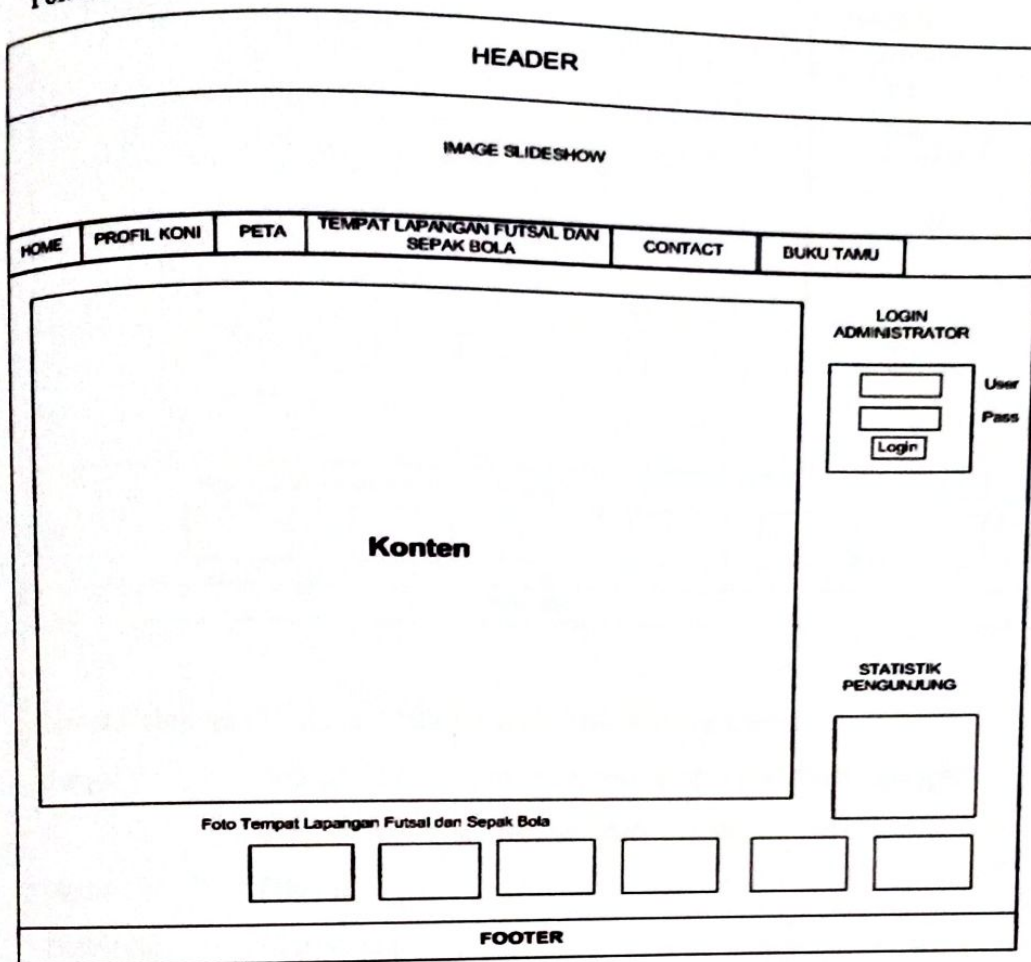 HEADER
IMAGE SLIDESHOW
HOME
PROFIL KONI
PETA
TEMPAT LAPANGAN FUTSAL DAN
SEPAK BOLA
CONTACT
BUKU TAMU
LOGIN
ADMINISTRATOR
User
Pass
Login
Konten
STATISTIK
PENGUNJUNG
Foto Tempat Lapangan Futsal dan Sepak Bola
FOOTER